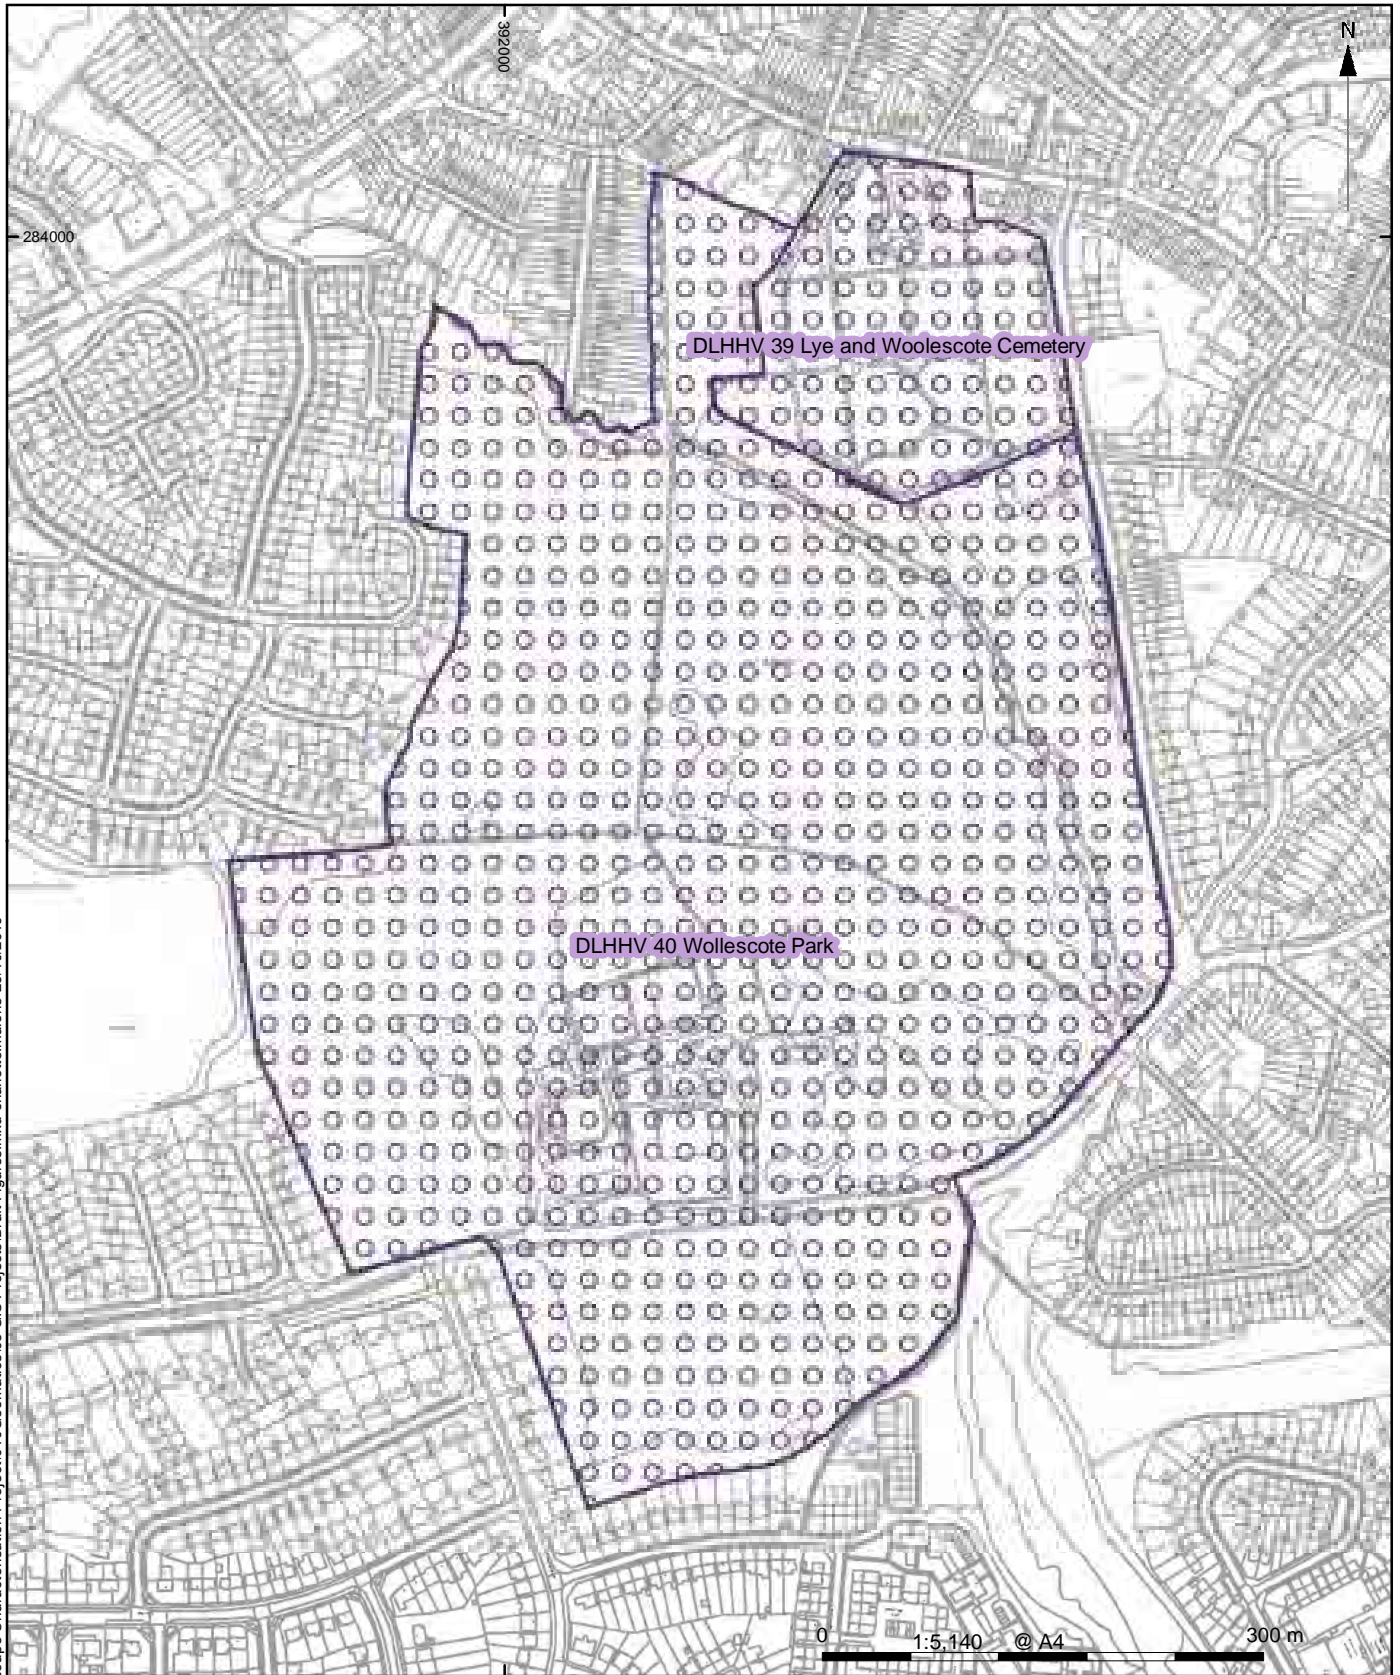 392000
N
284000
DLHHV 39 Lye and Woolescote Cemetery
DLHHV 40 Wollescote Park
0 1:5,140 @ A4 300 m